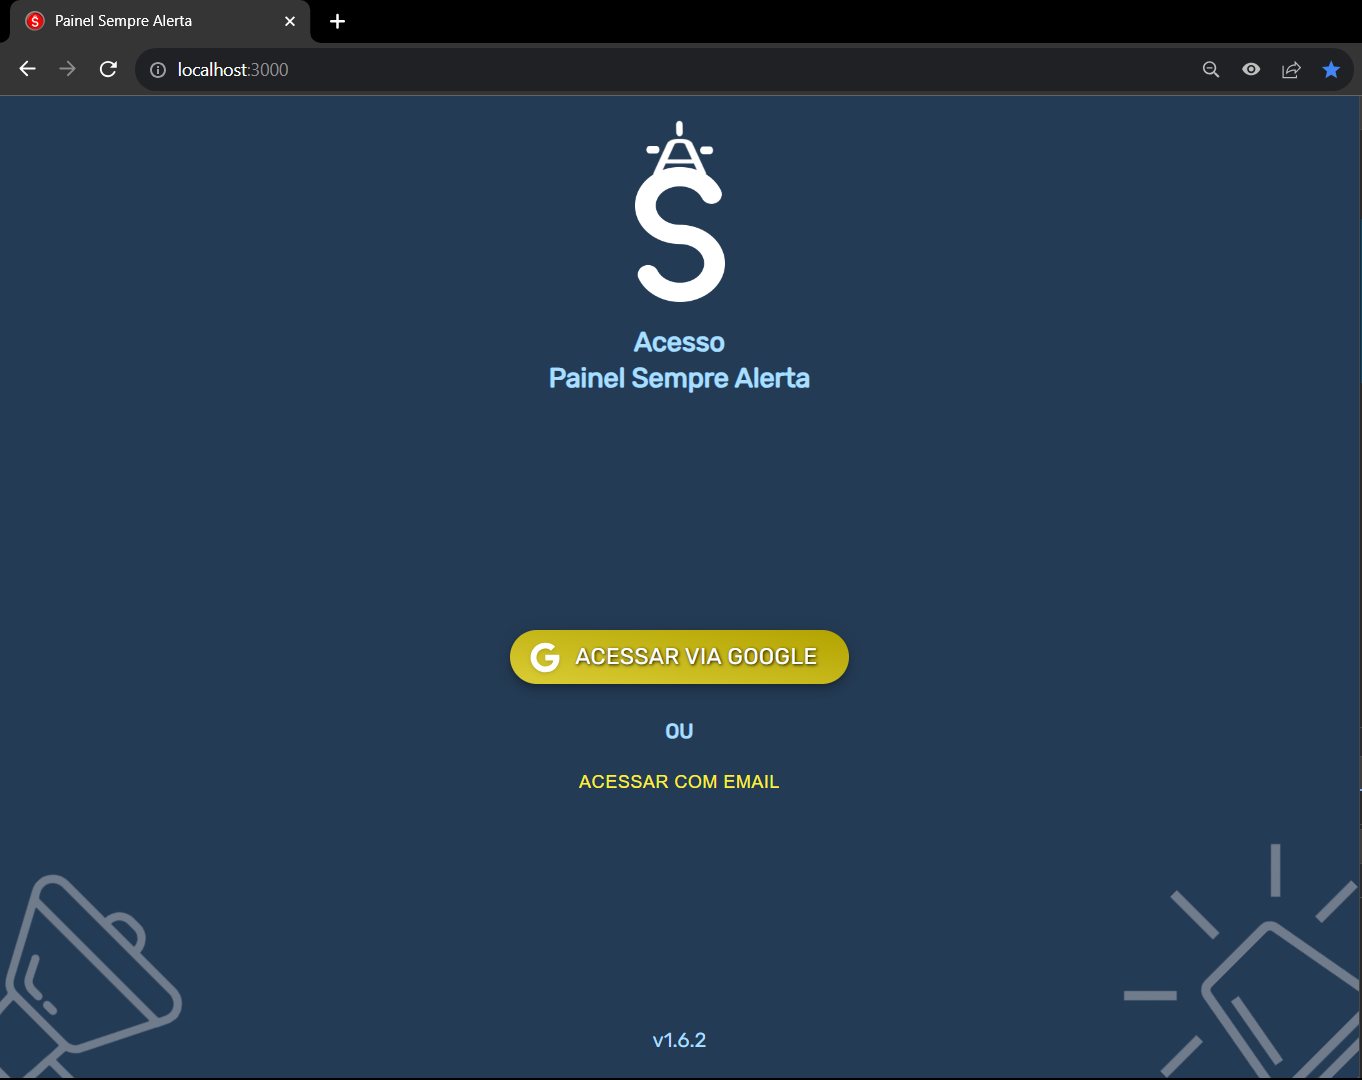 Painel Sempre Alerta
localhost:3000
Acesso
Painel Sempre Alerta
ACESSAR VIA GOOGLE
OU
ACESSAR COM EMAIL
v1.6.2